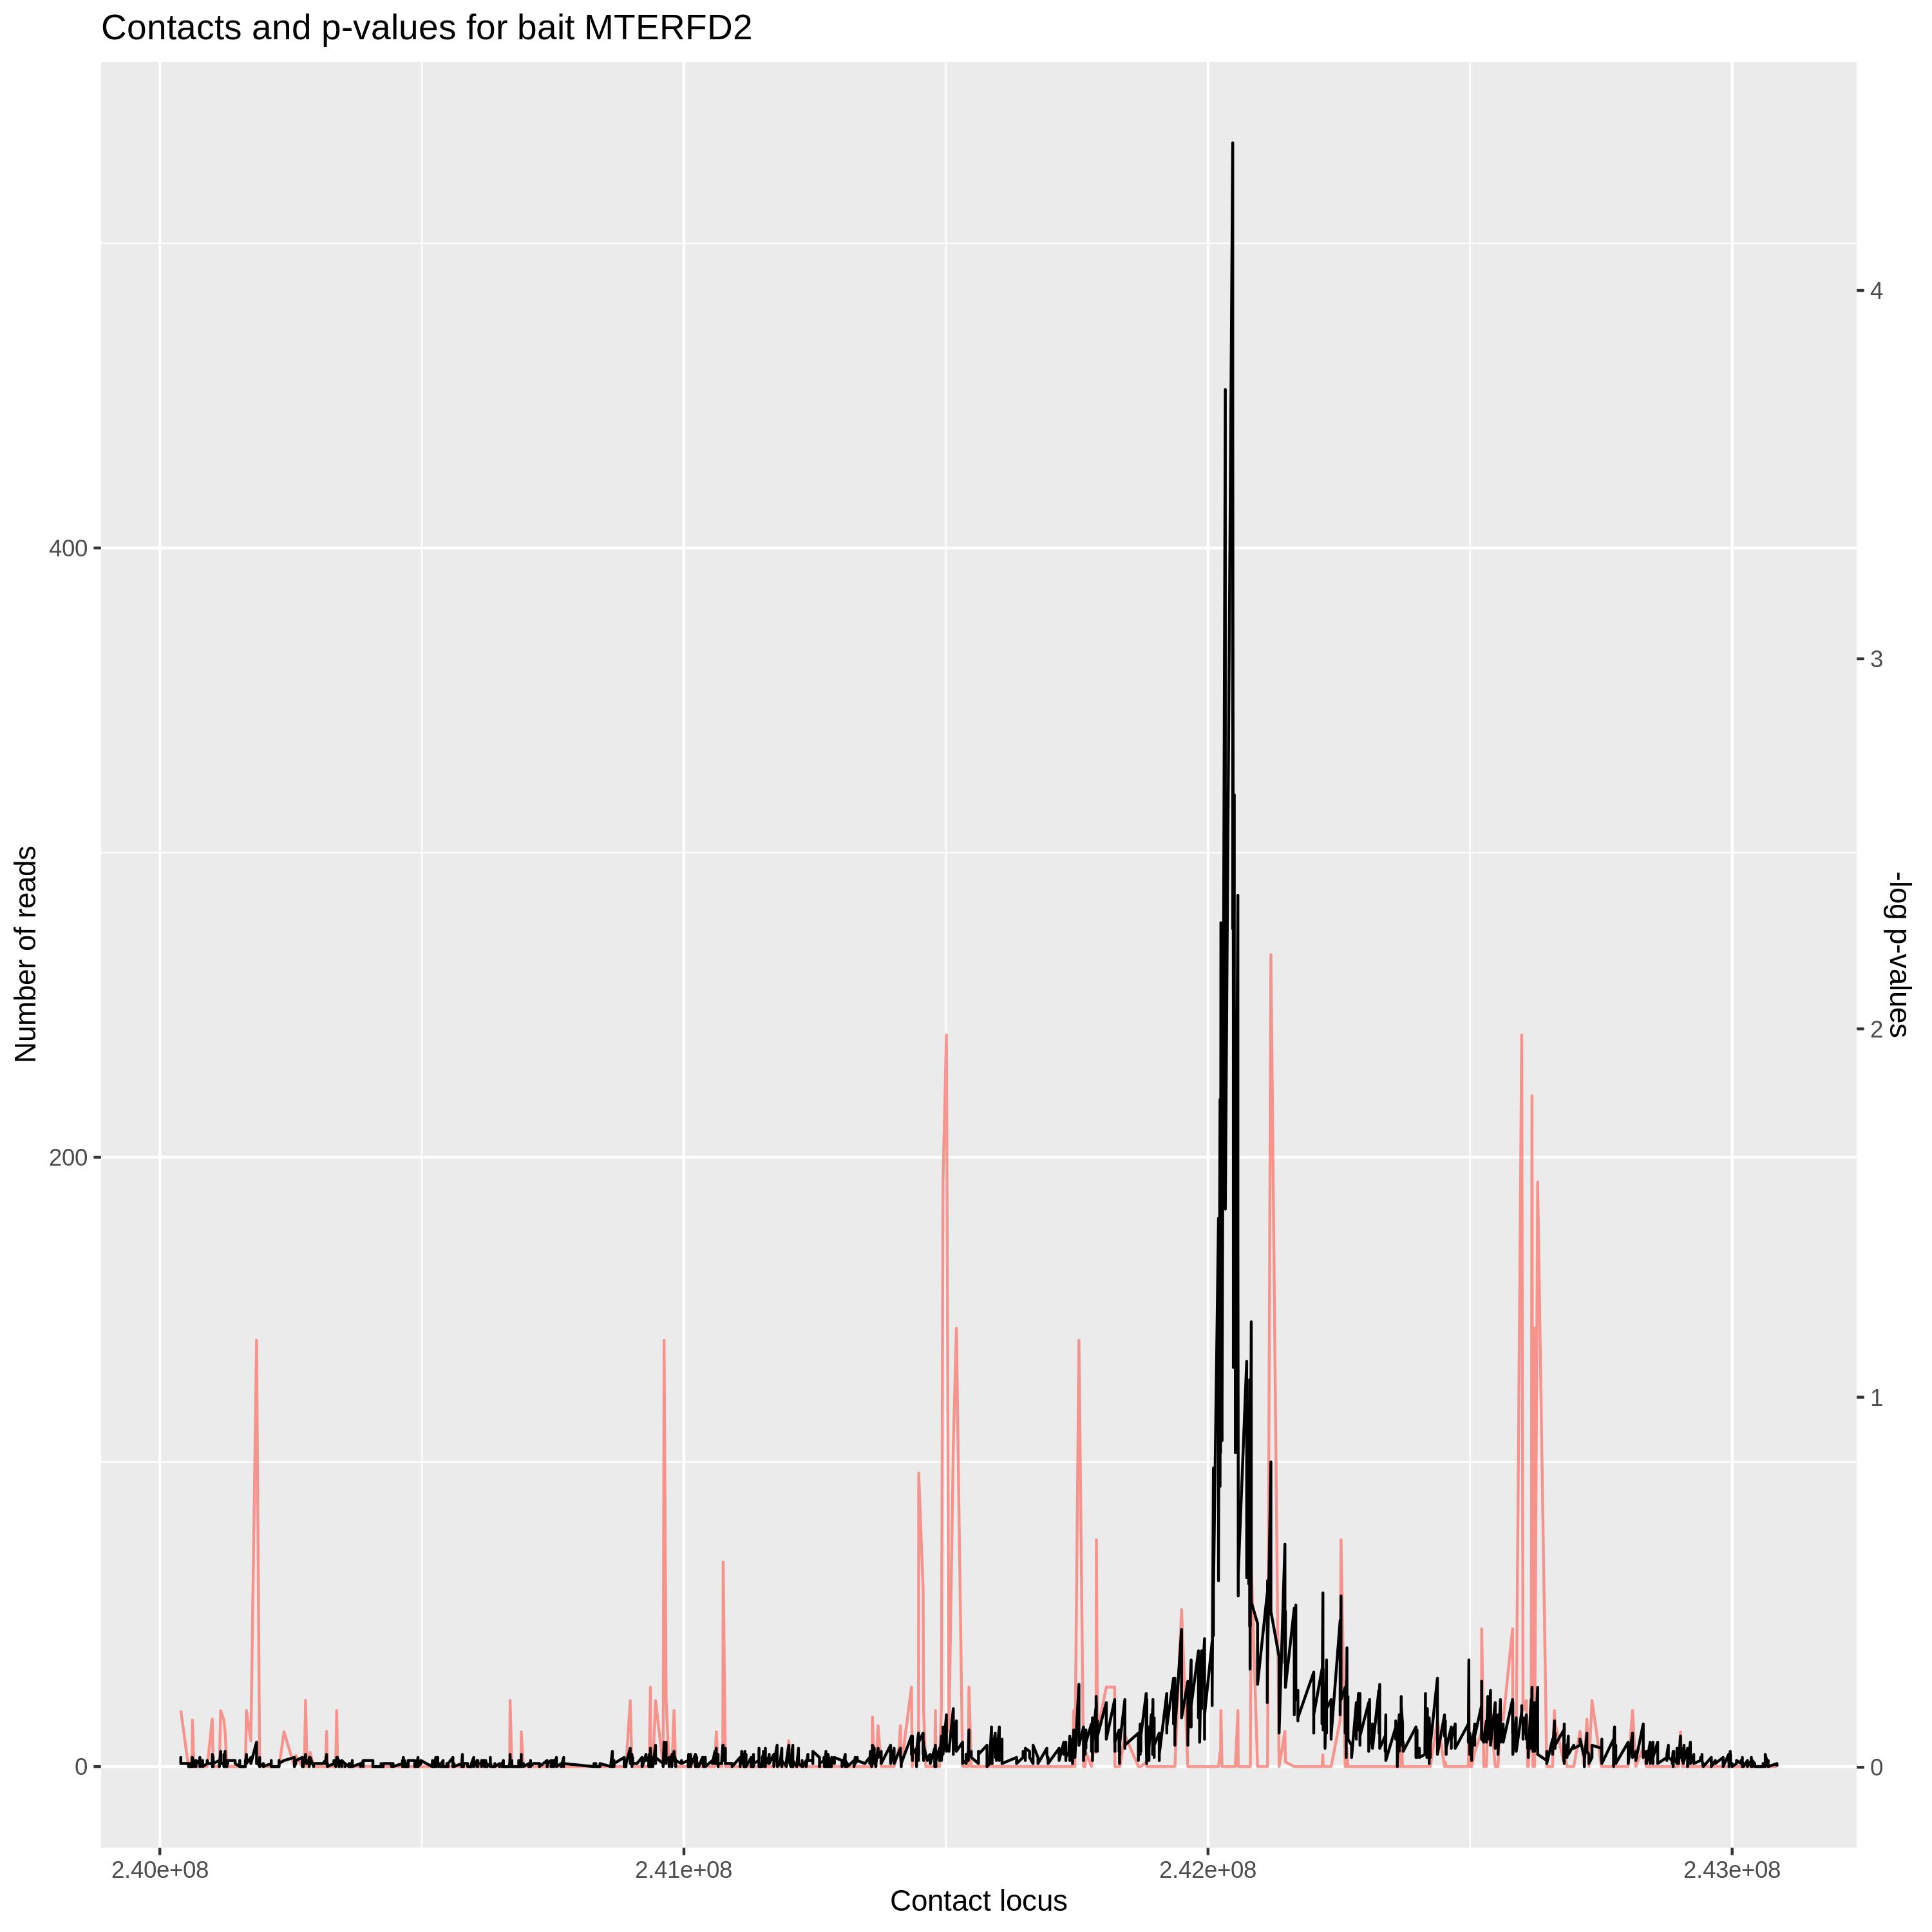 Contacts and p-values for bait MTERFD2
Number of reads
400
200
0
4
3
2
1
0
-log p-values
2.40e+08
2.41e+08
2.42e+08
2.43e+08
Contact locus